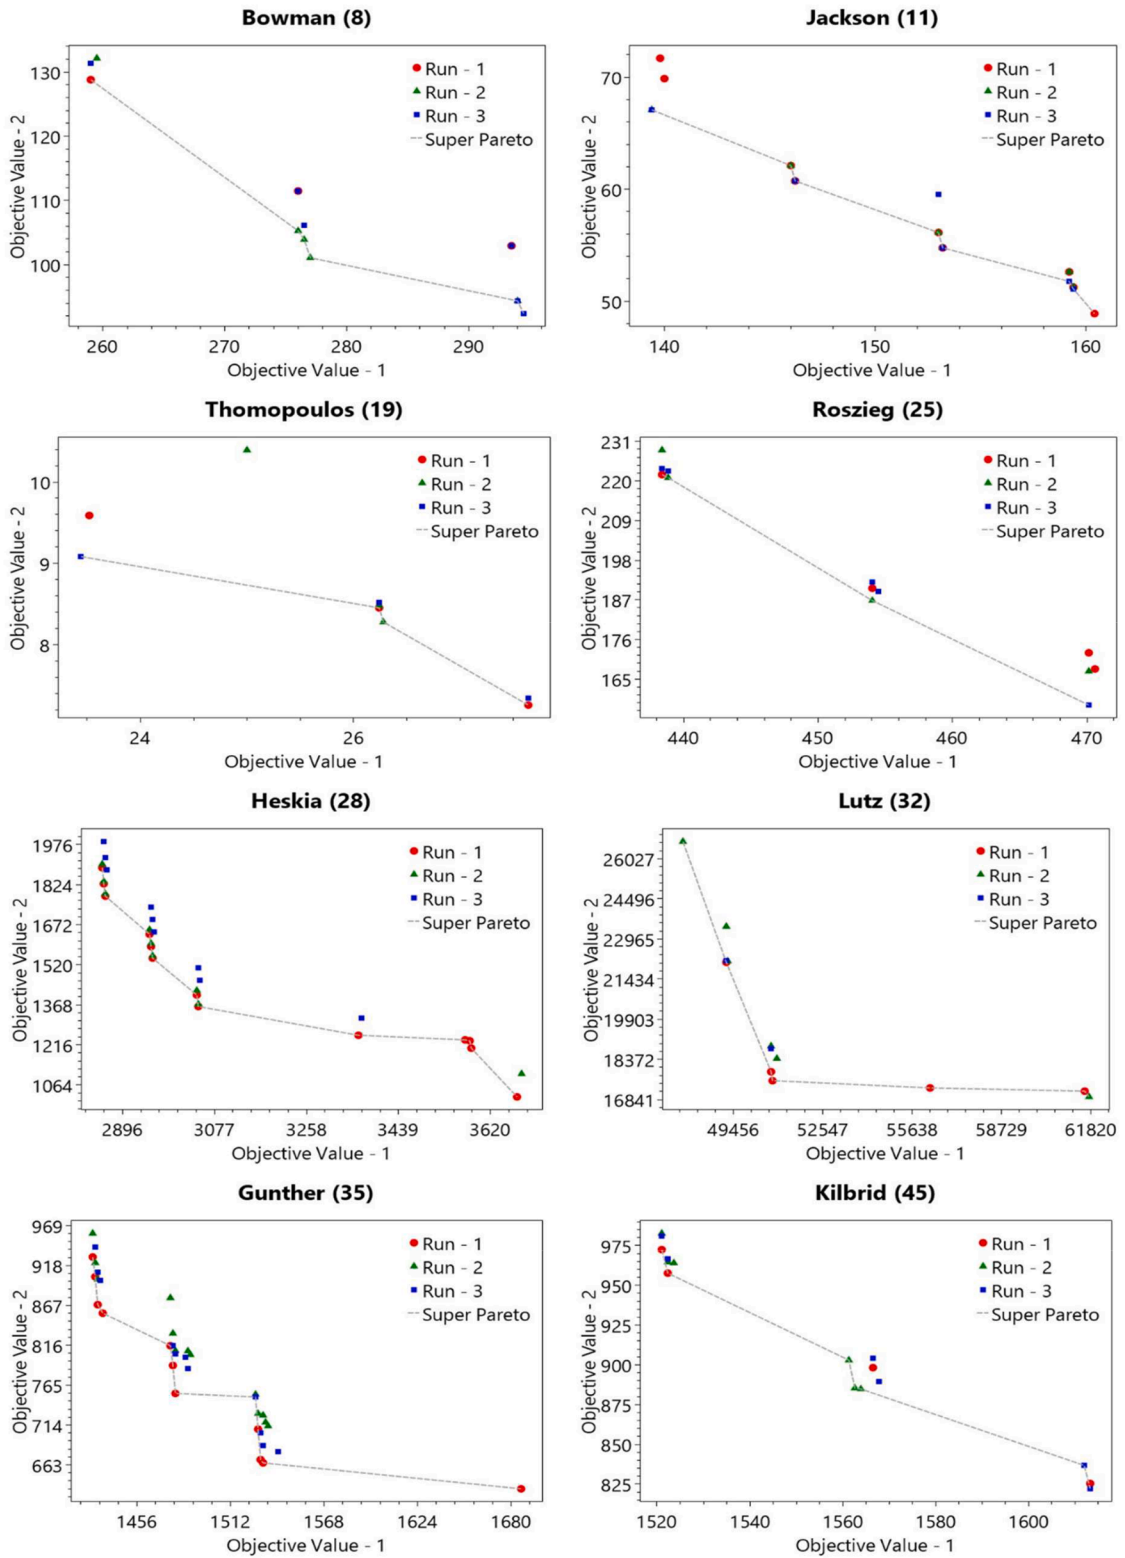 Bowman (8)
Objective Value - 2
130
120
110
100
260 270 280 290
Objective Value - 1
Run - 1
Run - 2
Run - 3
Super Pareto
Jackson (11)
Objective Value - 2
70
60
50
140 150 160
Objective Value - 1
Run - 1
Run - 2
Run - 3
Super Pareto
Thomopoulos (19)
Objective Value - 2
10
9
8
24 26
Objective Value - 1
Run - 1
Run - 2
Run - 3
Super Pareto
Roszieg (25)
Objective Value - 2
231
220
209
198
187
176
165
440 450 460 470
Objective Value - 1
Run - 1
Run - 2
Run - 3
Super Pareto
Heskia (28)
Objective Value - 2
1976
1824
1672
1520
1368
1216
1064
2896 3077 3258 3439 3620
Objective Value - 1
Run - 1
Run - 2
Run - 3
Super Pareto
Lutz (32)
Objective Value - 2
26027
24496
22965
21434
19903
18372
16841
49456 52547 55638 58729 61820
Objective Value - 1
Run - 1
Run - 2
Run - 3
Super Pareto
Gunther (35)
Objective Value - 2
969
918
867
816
765
714
663
1456 1512 1568 1624 1680
Objective Value - 1
Run - 1
Run - 2
Run - 3
Super Pareto
Kilbrid (45)
Objective Value - 2
975
950
925
900
875
850
825
1520 1540 1560 1580 1600
Objective Value - 1
Run - 1
Run - 2
Run - 3
Super Pareto